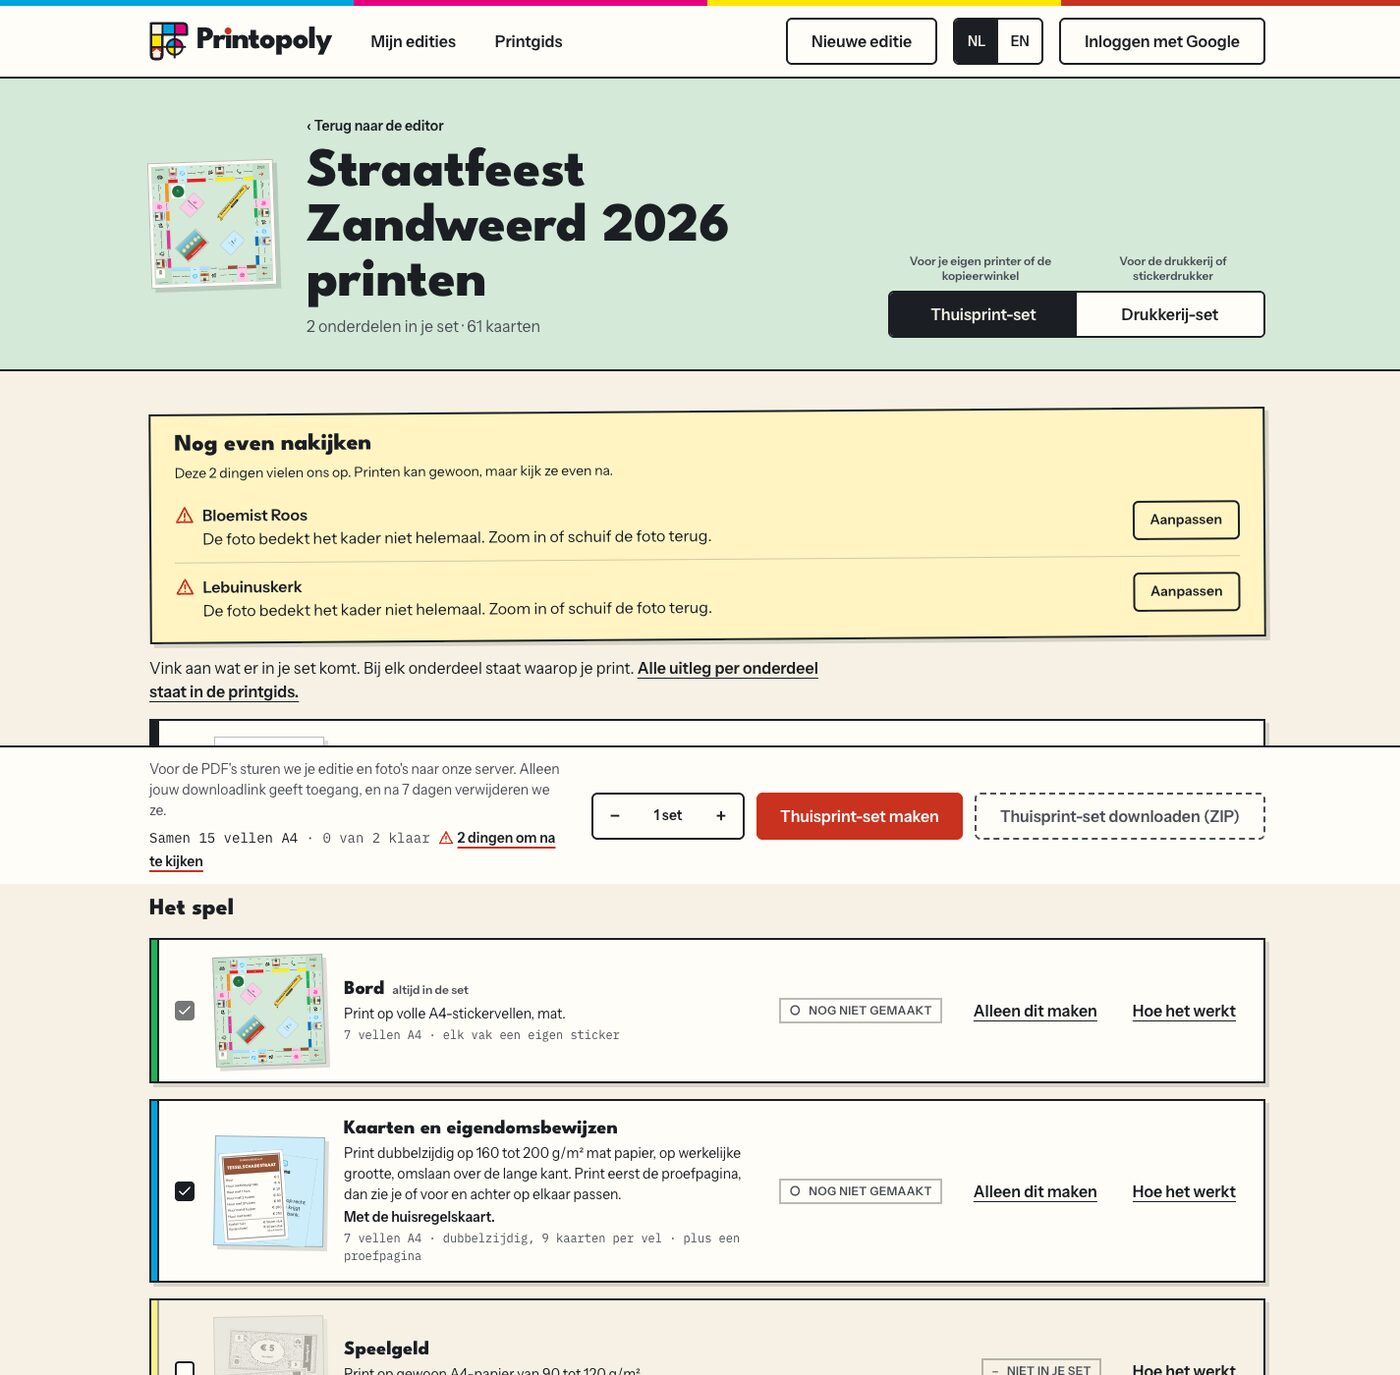 Printopoly
Mijn edities
Printgids
Nieuwe editie
NL
EN
Inloggen met Google
‹ Terug naar de editor
Straatfeest
Zandweerd 2026
printen
2 onderdelen in je set · 61 kaarten
Voor je eigen printer of de
kopieerwinkel
Voor de drukkerij of
stickerdrukker
Thuisprint-set
Drukkerij-set
Nog even nakijken
Deze 2 dingen vielen ons op. Printen kan gewoon, maar kijk ze even na.
Bloemist Roos
De foto bedekt het kader niet helemaal. Zoom in of schuif de foto terug.
Aanpassen
Lebuinuskerk
De foto bedekt het kader niet helemaal. Zoom in of schuif de foto terug.
Aanpassen
Vink aan wat er in je set komt. Bij elk onderdeel staat waarop je print. Alle uitleg per onderdeel
staat in de printgids.
Voor de PDF's sturen we je editie en foto's naar onze server. Alleen
jouw downloadlink geeft toegang, en na 7 dagen verwijderen we
ze.
Samen 15 vellen A4 · 0 van 2 klaar 2 dingen om na
te kijken
− 1 set +
Thuisprint-set maken
Thuisprint-set downloaden (ZIP)
Het spel
Bord altijd in de set
Print op volle A4-stickervellen, mat.
7 vellen A4 · elk vak een eigen sticker
NOG NIET GEMAAKT
Alleen dit maken
Hoe het werkt
Kaarten en eigendomsbewijzen
Print dubbelzijdig op 160 tot 200 g/m² mat papier, op werkelijke
grootte, omslaan over de lange kant. Print eerst de proefpagina,
dan zie je of voor en achter op elkaar passen.
Met de huisregelskaart.
7 vellen A4 · dubbelzijdig, 9 kaarten per vel · plus een
proefpagina
NOG NIET GEMAAKT
Alleen dit maken
Hoe het werkt
TESSELSCHADESTRAAT
€ 5
Speelgeld
Print op gewoon A4-papier van 90 tot 120 g/m²
– NIET IN JE SET
Hoe het werkt